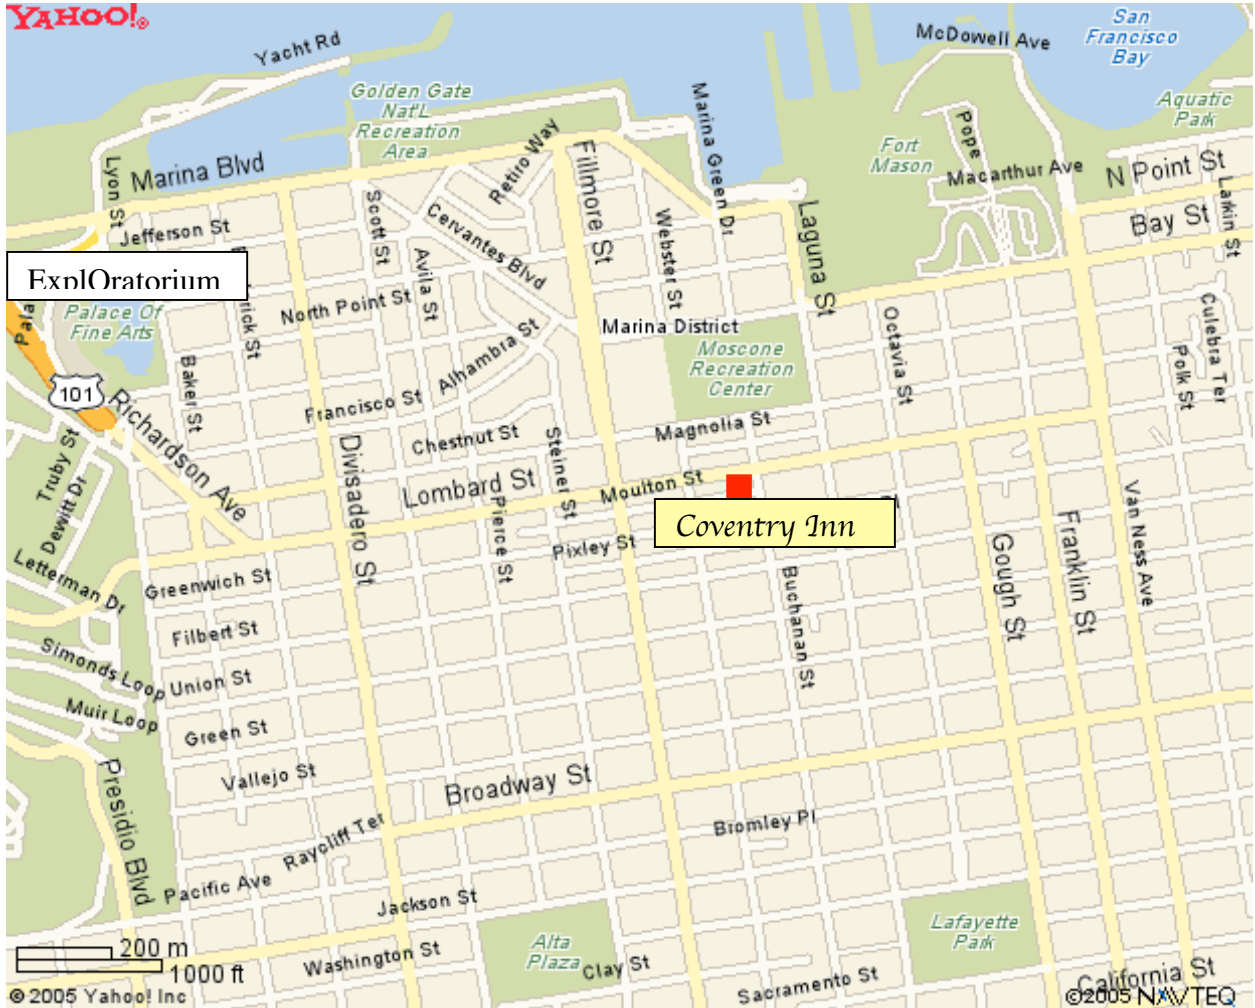 YAHOO!®
Yacht Rd
McDowell Ave
San
Francisco
Bay
Golden Gate
Nat'L
Recreation
Area
Marina Green Dr
Aquatic
Park
Pope
Fort
Mason
Macarthur Ave
N Point St
Lyon St
Marina Blvd
Retiro Way
Fillmore St
Scott St
Cervantes Blvd
Webster St
Laguna St
Bay St
Larkin St
Jefferson St
ExplOratorium
Avila St
North Point St
Palace Of
Fine Arts
rick St
Marina District
Alhambra St
Moscone
Recreation
Center
Octavia St
Culebra Ter
Polk St
Baker St
101
Richardson Ave
Francisco St
Chestnut St
Magnolia St
Steiner St
Truby St
Divisadero St
Lombard St
Moulton St
Dewitt Dr
Pierce St
Coventry Inn
Van Ness Ave
Franklin St
Gough St
Pixley St
Letterman Dr
Greenwich St
Buchanan St
Filbert St
Simonds Loop
Union St
Muir Loop
Green St
Vallejo St
Broadway St
Presidio Blvd
Raycliff Ter
Bromley Pl
Pacific Ave
Jackson St
Lafayette
Park
Alta
Plaza
200 m
Washington St
Clay St
1000 ft
Sacramento St
California St
© 2005 Yahoo! Inc
©2005 NAVTEQ